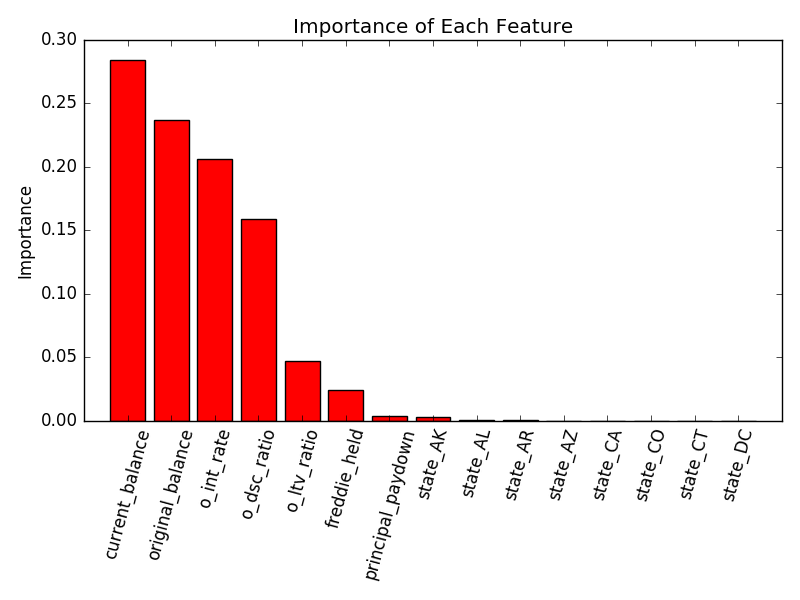 Importance of Each Feature
Importance
0.30
0.25
0.20
0.15
0.10
0.05
0.00
current_balance
original_balance
o_int_rate
o_dsc_ratio
o_ltv_ratio
freddie_held
principal_paydown
state_AK
state_AL
state_AR
state_AZ
state_CA
state_CO
state_CT
state_DC